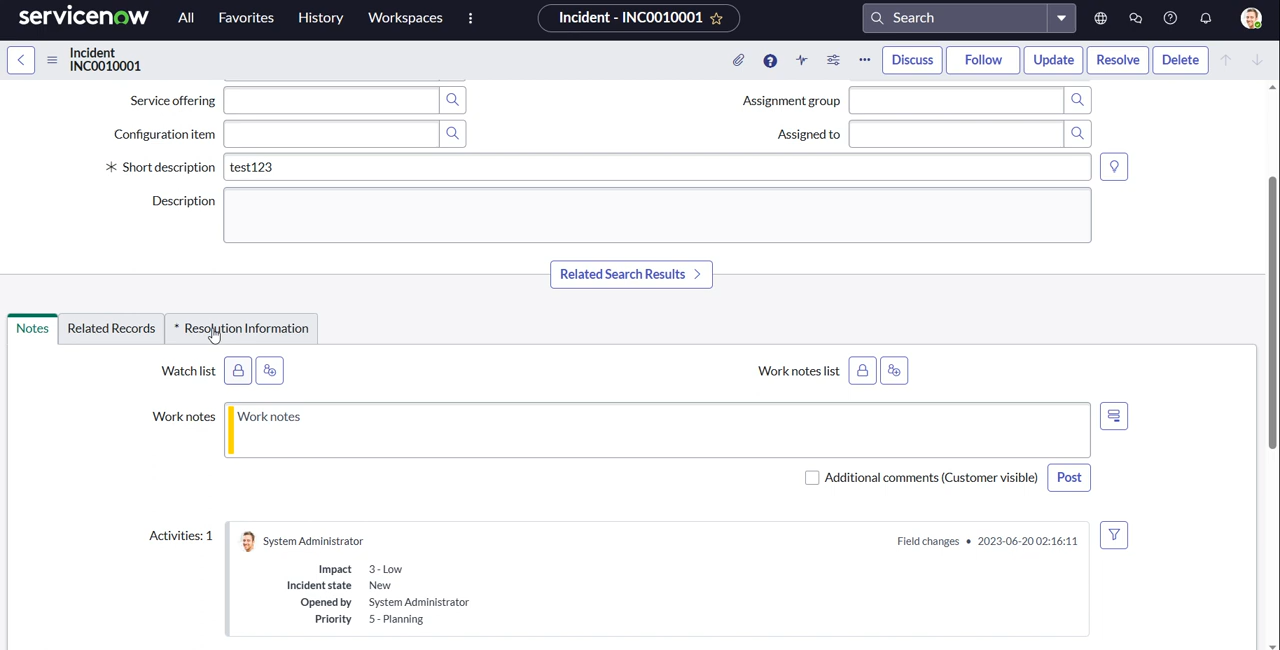 servicenow All Favorites History Workspaces Incident - INC0010001 Search
Incident
INC0010001
Discuss Follow Update Resolve Delete
Service offering Assignment group
Configuration item Assigned to
Short description test123
Description
Related Search Results
Notes Related Records * Resolution Information
Watch list Work notes list
Work notes Work notes
Additional comments (Customer visible) Post
Activities: 1 System Administrator Field changes • 2023-06-20 02:16:11
Impact 3 - Low
Incident state New
Opened by System Administrator
Priority 5 - Planning